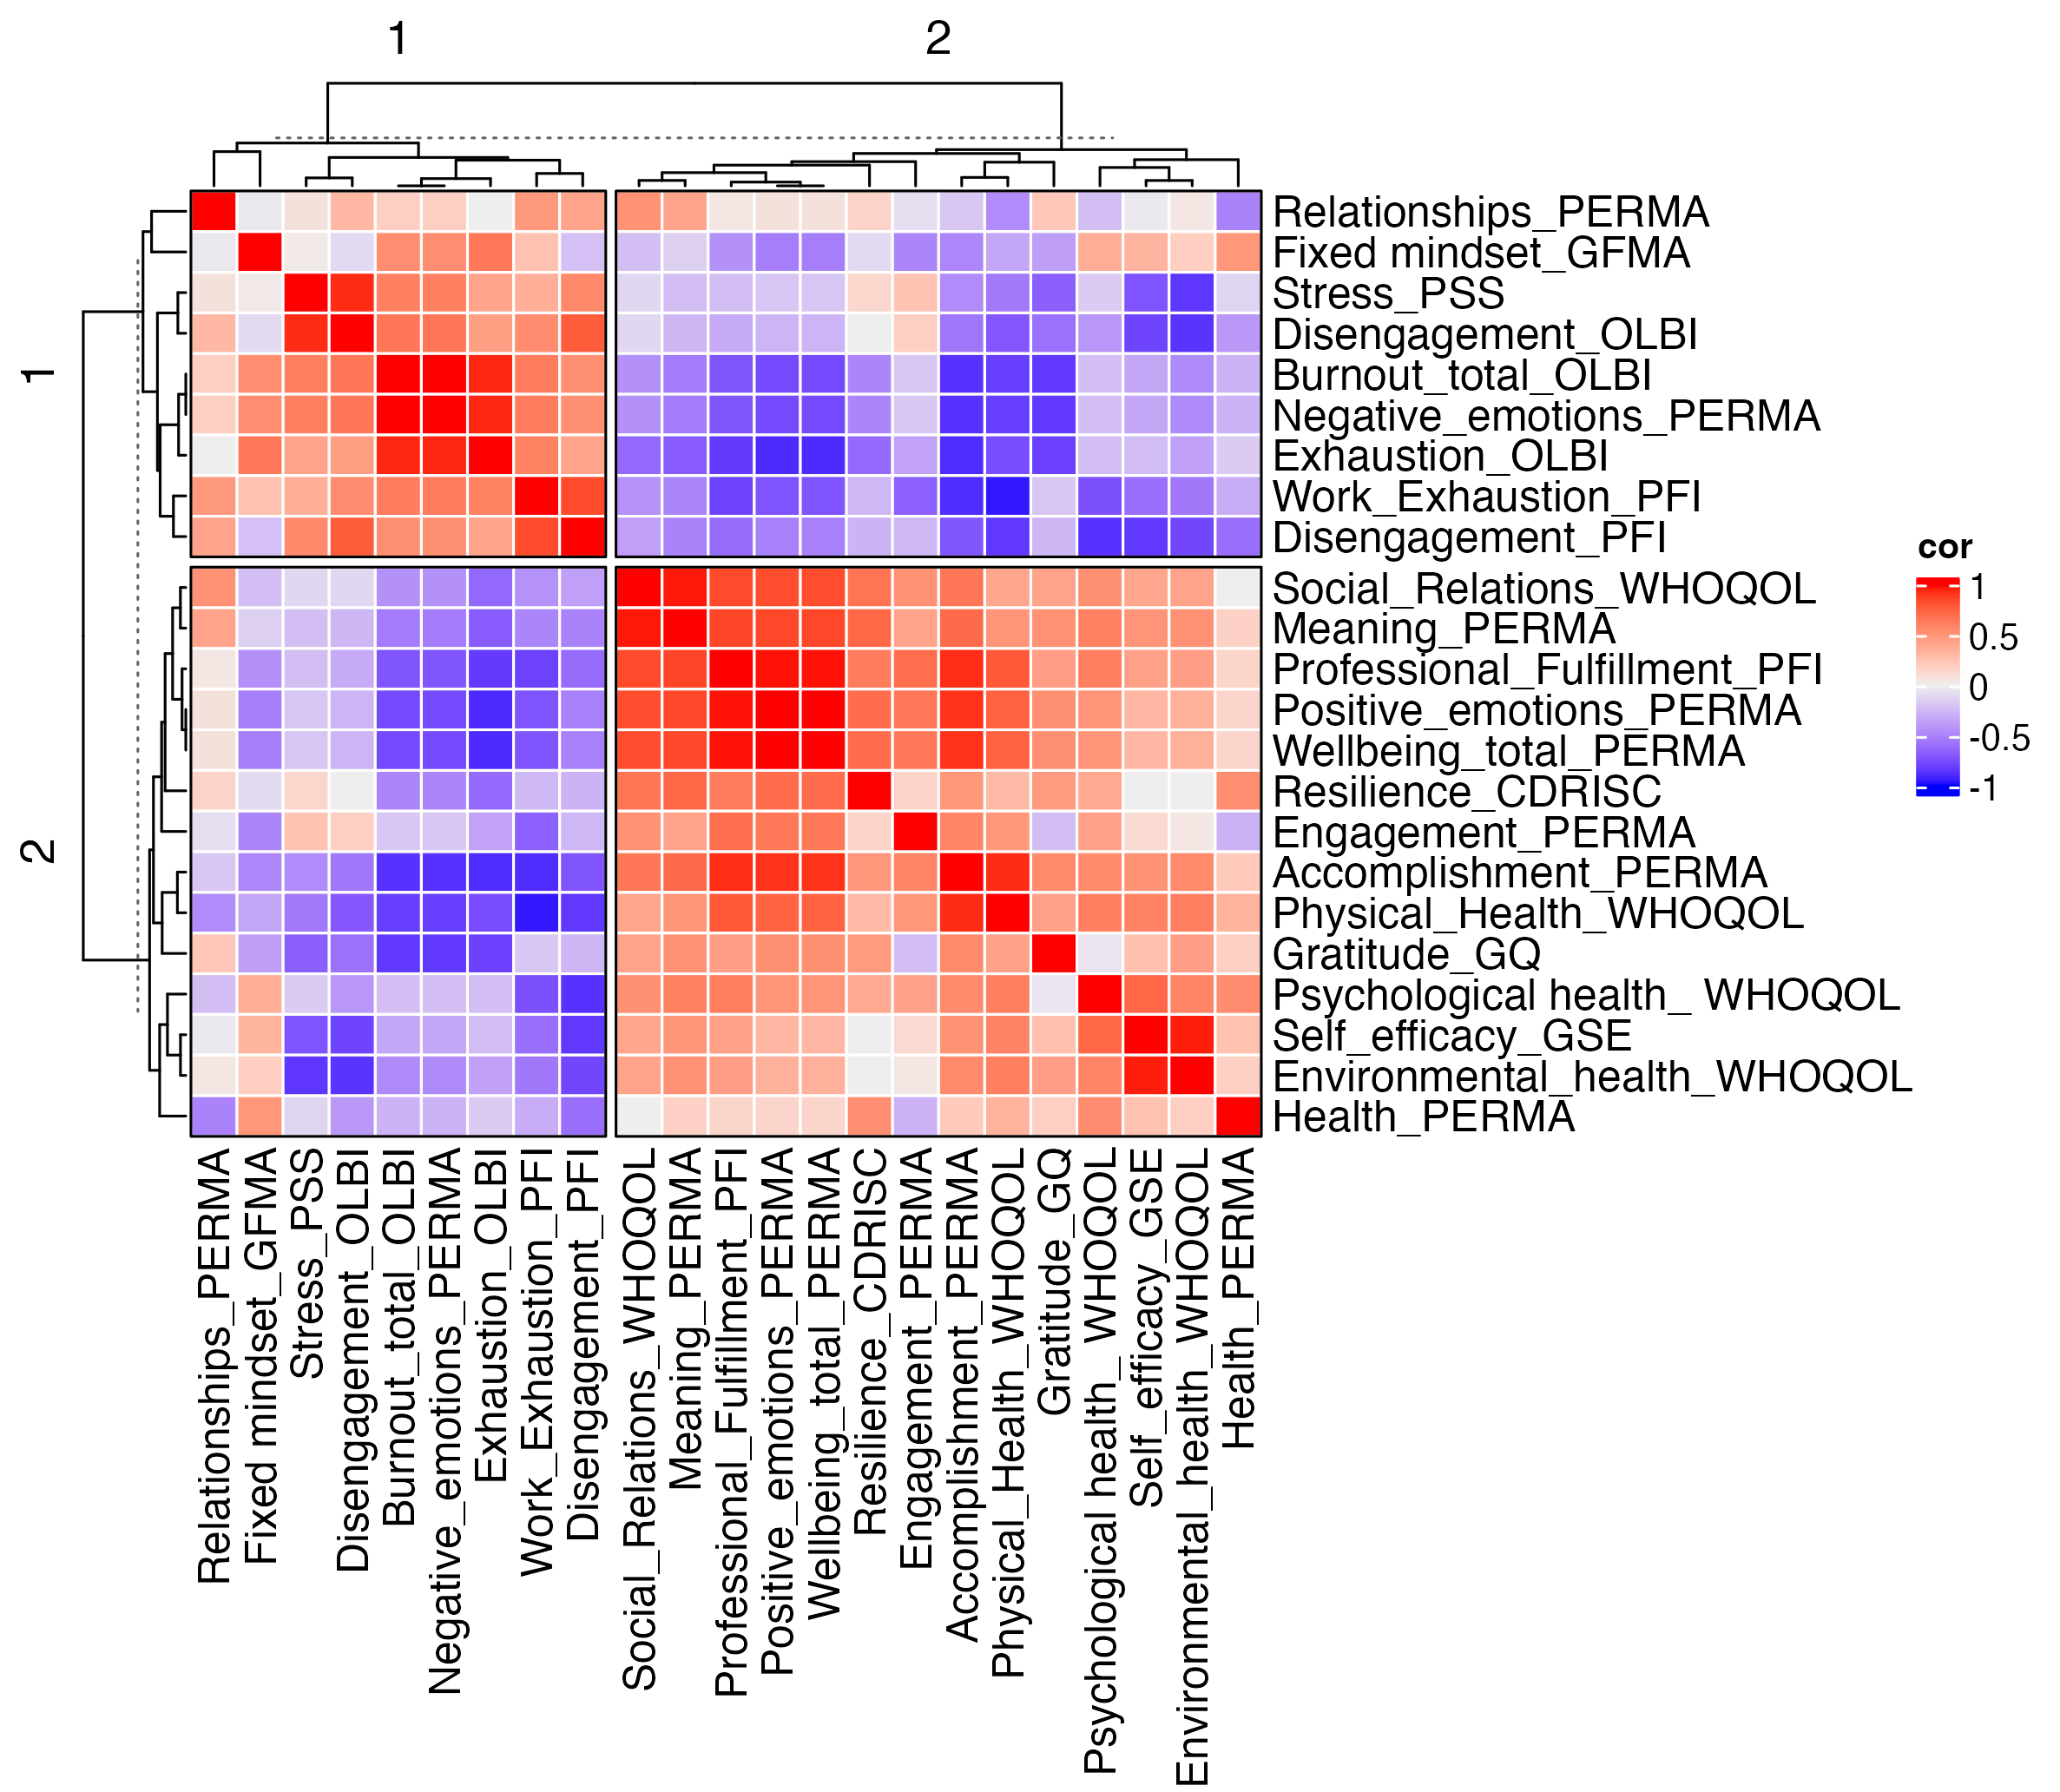 1
2
1
2
Relationships_PERMA
Fixed mindset_GFMA
Stress_PSS
Disengagement_OLBI
Burnout_total_OLBI
Negative_emotions_PERMA
Exhaustion_OLBI
Work_Exhaustion_PFI
Disengagement_PFI
Social_Relations_WHOQOL
Meaning_PERMA
Professional_Fulfillment_PFI
Positive_emotions_PERMA
Wellbeing_total_PERMA
Resilience_CDRISC
Engagement_PERMA
Accomplishment_PERMA
Physical_Health_WHOQOL
Gratitude_GQ
Psychological health_ WHOQOL
Self_efficacy_GSE
Environmental_health_WHOQOL
Health_PERMA
cor
1
0.5
0
-0.5
-1
Relationships_PERMA
Fixed mindset_GFMA
Stress_PSS
Disengagement_OLBI
Burnout_total_OLBI
Negative_emotions_PERMA
Exhaustion_OLBI
Work_Exhaustion_PFI
Disengagement_PFI
Social_Relations_WHOQOL
Meaning_PERMA
Professional_Fulfillment_PFI
Positive_emotions_PERMA
Wellbeing_total_PERMA
Resilience_CDRISC
Engagement_PERMA
Accomplishment_PERMA
Physical_Health_WHOQOL
Gratitude_GQ
Psychological health_ WHOQOL
Self_efficacy_GSE
Environmental_health_WHOQOL
Health_PERMA